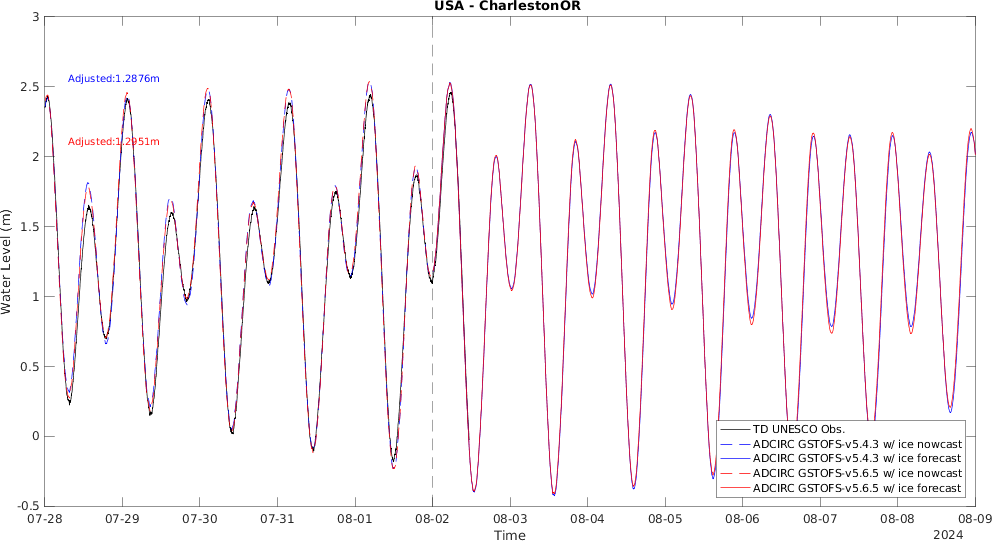 USA - CharlestonOR
3
2.5
2
1.5
1
0.5
0
-0.5
Water Level (m)
Adjusted:1.2876m
Adjusted:1.2951m
TD UNESCO Obs.
ADCIRC GSTOFS-v5.4.3 w/ ice nowcast
ADCIRC GSTOFS-v5.4.3 w/ ice forecast
ADCIRC GSTOFS-v5.6.5 w/ ice nowcast
ADCIRC GSTOFS-v5.6.5 w/ ice forecast
07-28 07-29 07-30 07-31 08-01 08-02 08-03 08-04 08-05 08-06 08-07 08-08 08-09
Time
2024